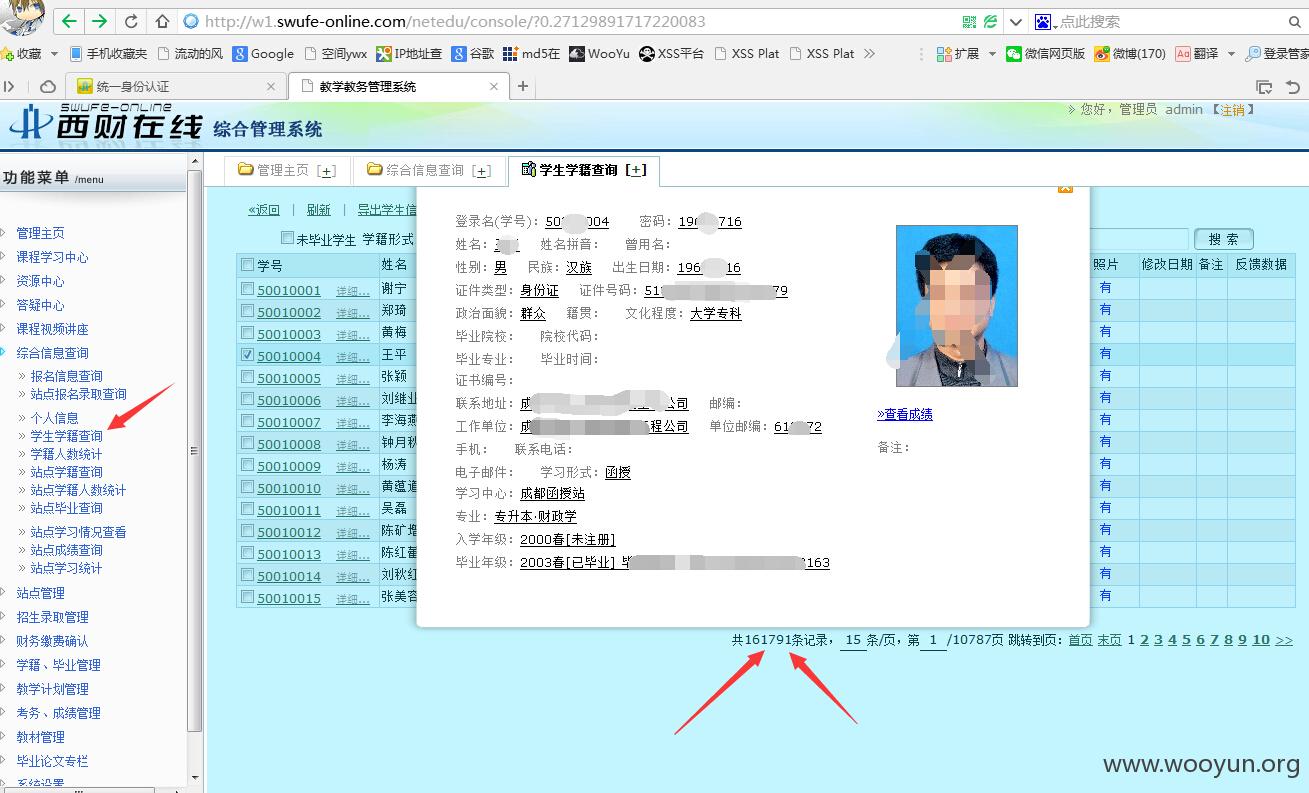 http://w1.swufe-online.com/netedu/console/?0.27129891717220083
点此搜索
收藏 手机收藏夹 流动的风 Google 空间ywx IP地址查 谷歌 md5在 WooYu XSS平台 XSS Plat XSS Plat 扩展 微信网页版 微博(170) 翻译 登录管家
统一身份认证 教学教务管理系统
swufe-online
西财在线 综合管理系统
您好，管理员 admin 【注销】
功能菜单 /menu
管理主页 [+] 综合信息查询 [+] 学生学籍查询 [+]
管理主页
课程学习中心
资源中心
答疑中心
课程视频讲座
综合信息查询
» 报名信息查询
» 站点报名录取查询
» 个人信息
» 学生学籍查询
» 学籍人数统计
» 站点学籍查询
» 站点学籍人数统计
» 站点毕业查询
» 站点学习情况查看
» 站点成绩查询
» 站点学习统计
站点管理
招生录取管理
财务缴费确认
学籍、毕业管理
教学计划管理
考务、成绩管理
教材管理
毕业论文专栏
系统设置
«返回 | 刷新 | 导出学生信
未毕业学生 学籍形式 搜 索
学号 姓名 照片 修改日期 备注 反馈数据
50010001 详细... 谢宁 有
50010002 详细... 郑琦 有
50010003 详细... 黄梅 有
50010004 详细... 王平 有
50010005 详细... 张颖 有
50010006 详细... 刘继业 有
50010007 详细... 李海燕 有
50010008 详细... 钟月秋 有
50010009 详细... 杨涛 有
50010010 详细... 黄蕴道 有
50010011 详细... 吴磊 有
50010012 详细... 陈矿增 有
50010013 详细... 陈红 有
50010014 详细... 刘秋红 有
50010015 详细... 张美容 有
登录名(学号)： 50 004 密码： 19 716
姓名： 姓名拼音： 曾用名：
性别： 男 民族： 汉族 出生日期： 196 16
证件类型： 身份证 证件号码： 51 79
政治面貌： 群众 籍贯： 文化程度： 大学专科
毕业院校： 院校代码：
毕业专业： 毕业时间：
证书编号：
联系地址： 成 公司 邮编：
工作单位： 成 程公司 单位邮编： 61 72
手机： 联系电话：
电子邮件： 学习形式： 函授
学习中心： 成都函授站
专业： 专升本·财政学
入学年级： 2000春[未注册]
毕业年级： 2003春[已毕业] 163
»查看成绩
备注：
共161791条记录， 15 条/页，第 1 /10787页 跳转到页： 首页 末页 1 2 3 4 5 6 7 8 9 10 >>
www.wooyun.org